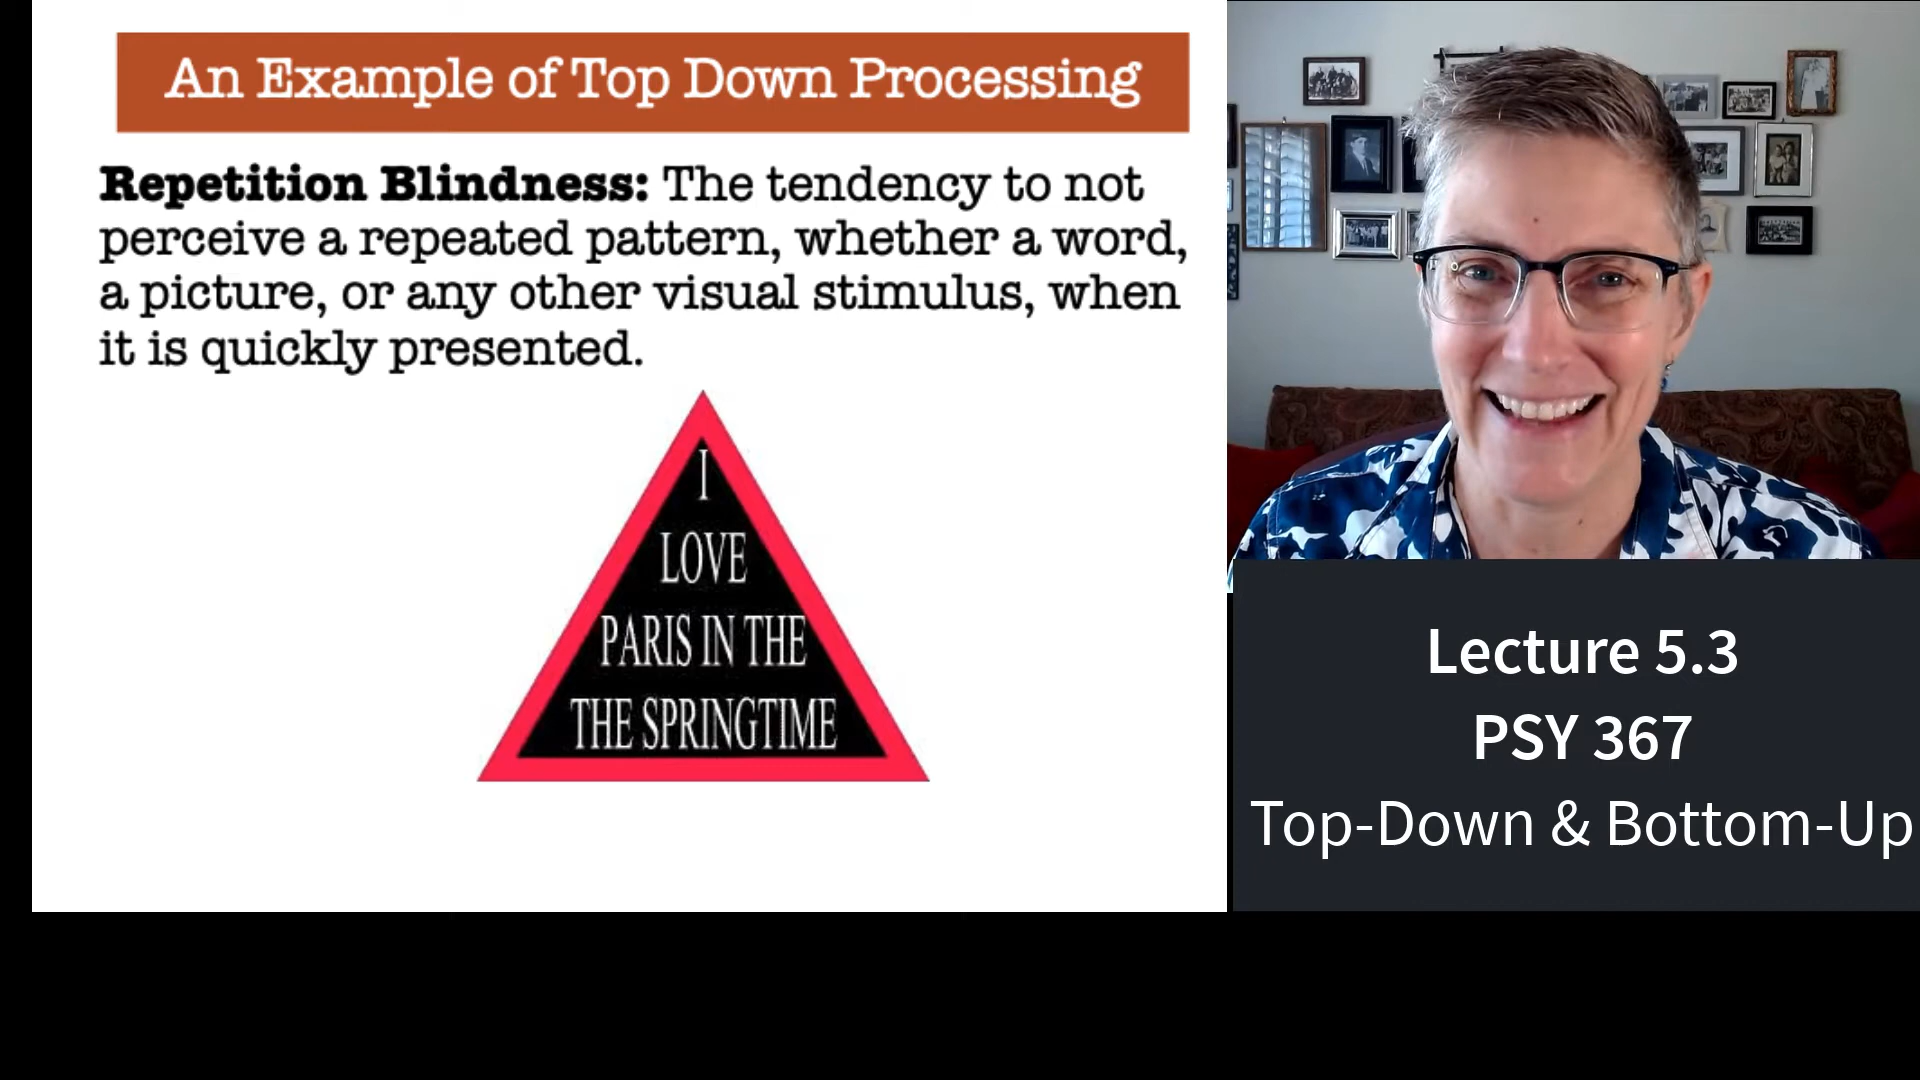 An Example of Top Down Processing
Repetition Blindness: The tendency to not
perceive a repeated pattern, whether a word,
a picture, or any other visual stimulus, when
it is quickly presented.
I
LOVE
PARIS IN THE
THE SPRINGTIME
Lecture 5.3
PSY 367
Top-Down & Bottom-Up